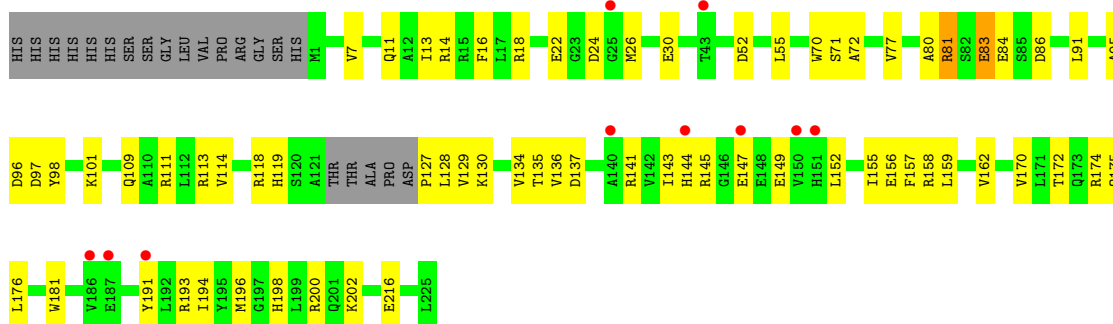 HIS HIS HIS HIS HIS HIS SER SER GLY LEU VAL PRO ARG GLY SER HIS M1 V7 Q11 A12 I13 R14 R15 F16 L17 R18 E22 G23 D24 G25 M26 E30 T43 D52 L55 W70 S71 A72 V77 A80 R81 S82 E83 E84 S85 D86 L91
D96 D97 Y98 K101 Q109 A110 R111 L112 R113 V114 R118 H119 S120 A121 THR THR ALA PRO ASP P127 L128 V129 K130 V134 T135 V136 D137 A140 R141 V142 I143 H144 R145 G146 E147 E148 E149 V150 H151 L152 I155 E156 F157 R158 L159 V162 V170 L171 T172 Q173 R174
L176 W181 V186 E187 Y191 L192 R193 I194 Y195 M196 G197 H198 L199 R200 Q201 K202 E216 L225